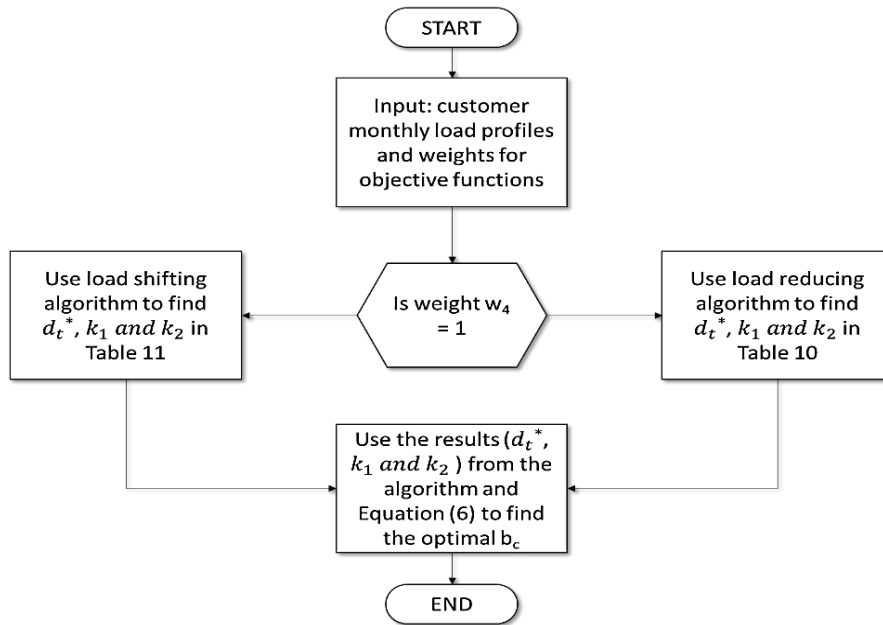 START
Input: customer
monthly load profiles
and weights for
objective functions
Use load shifting
algorithm to find
d_t^*, k_1 and k_2 in
Table 11
Is weight w_4
= 1
Use load reducing
algorithm to find
d_t^*, k_1 and k_2 in
Table 10
Use the results (d_t^*,
k_1 and k_2 ) from the
algorithm and
Equation (6) to find
the optimal b_c
END